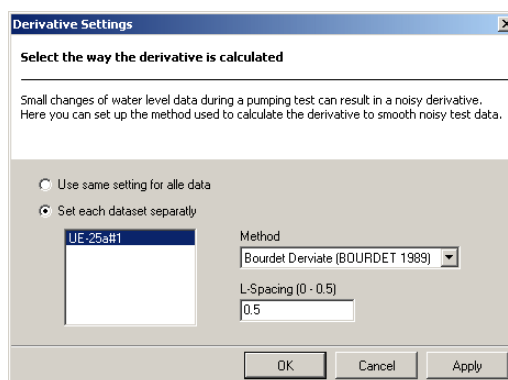 Derivative Settings
Select the way the derivative is calculated
Small changes of water level data during a pumping test can result in a noisy derivative.
Here you can set up the method used to calculate the derivative to smooth noisy test data.
Use same setting for alle data
Set each dataset separatly
UE-25a#1
Method
Bourdet Derviate (BOURDET 1989)
L-Spacing (0 - 0.5)
0.5
OK Cancel Apply